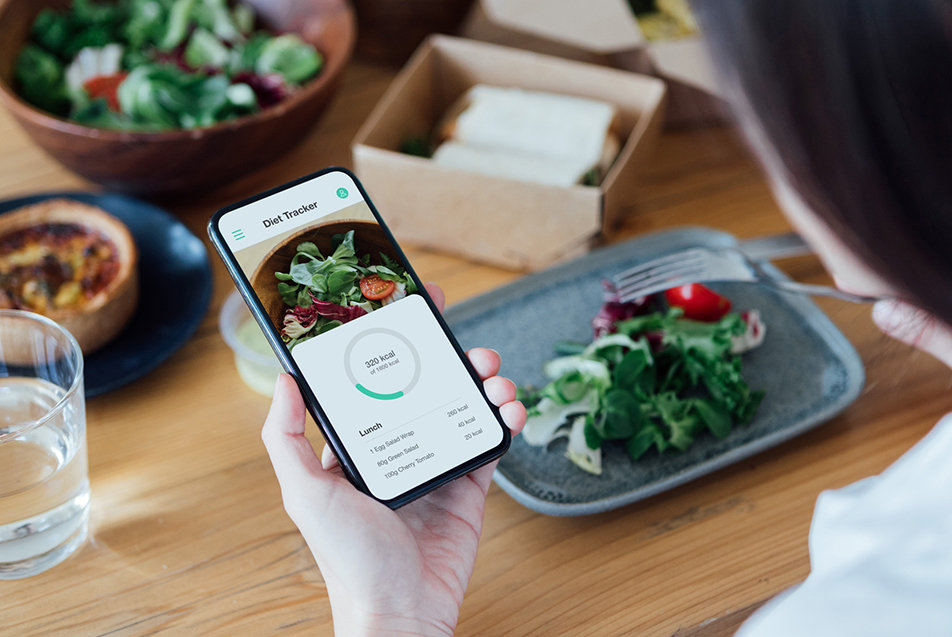 Diet Tracker
320 kcal
of 1800 kcal
Lunch
1 Egg Salad Wrap 260 kcal
80g Green Salad 40 kcal
100g Cherry Tomato 20 kcal